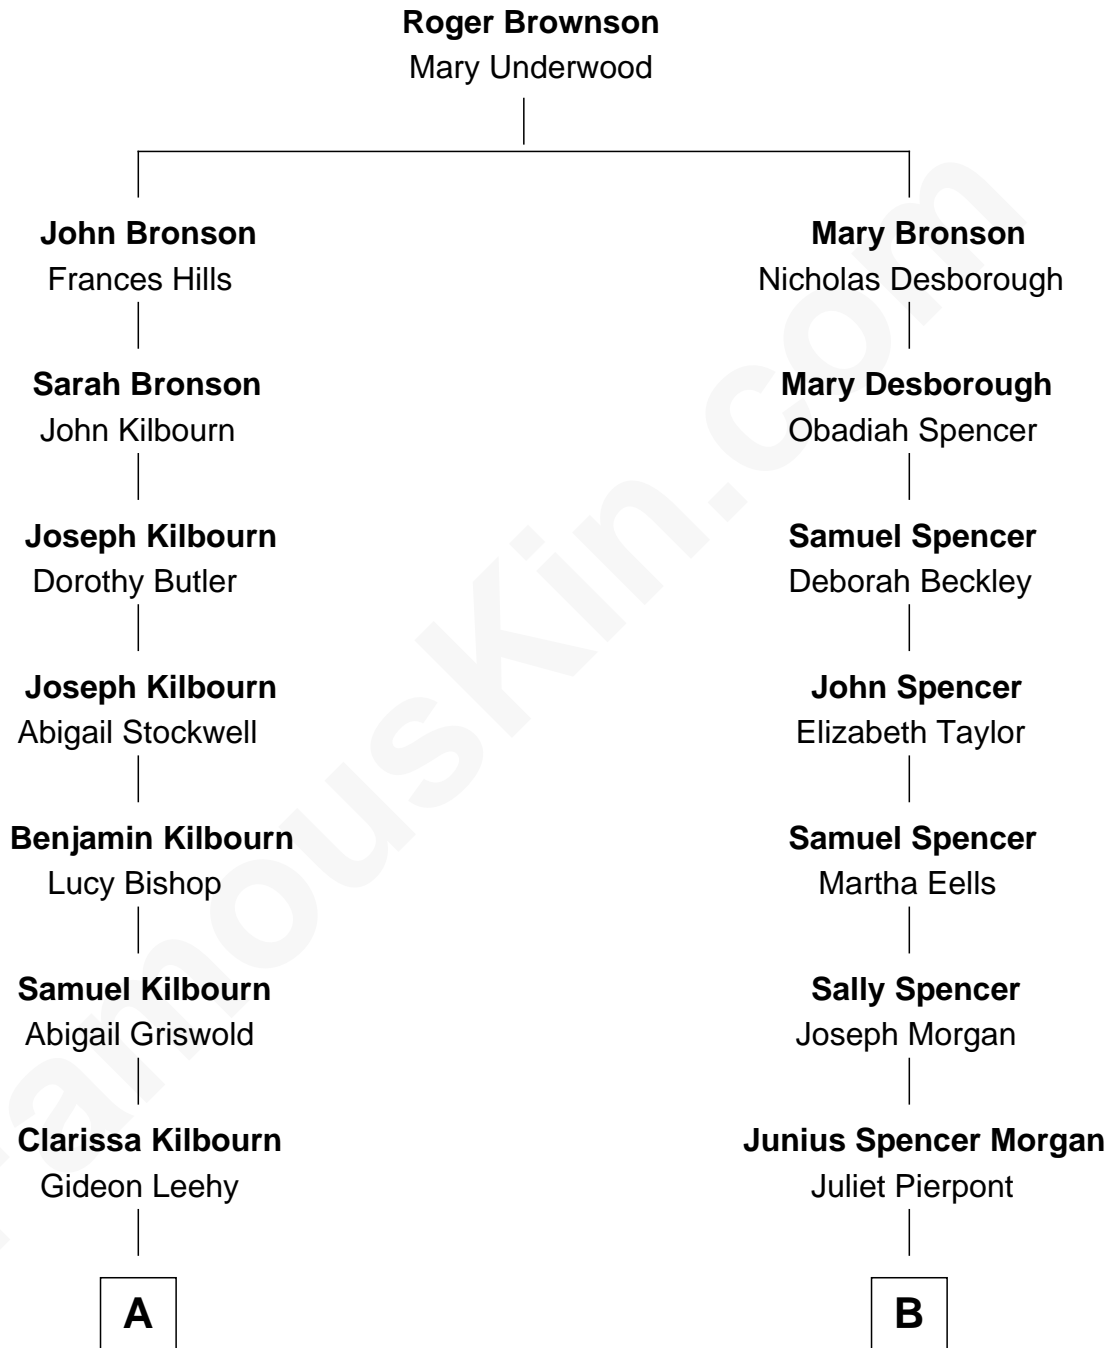 Roger Brownson
Mary Underwood
John Bronson
Frances Hills
Mary Bronson
Nicholas Desborough
Sarah Bronson
John Kilbourn
Mary Desborough
Obadiah Spencer
Joseph Kilbourn
Dorothy Butler
Samuel Spencer
Deborah Beckley
Joseph Kilbourn
Abigail Stockwell
John Spencer
Elizabeth Taylor
Benjamin Kilbourn
Lucy Bishop
Samuel Spencer
Martha Eells
Samuel Kilbourn
Abigail Griswold
Sally Spencer
Joseph Morgan
Clarissa Kilbourn
Gideon Leehy
Junius Spencer Morgan
Juliet Pierpont
A
B
FamousKin.com